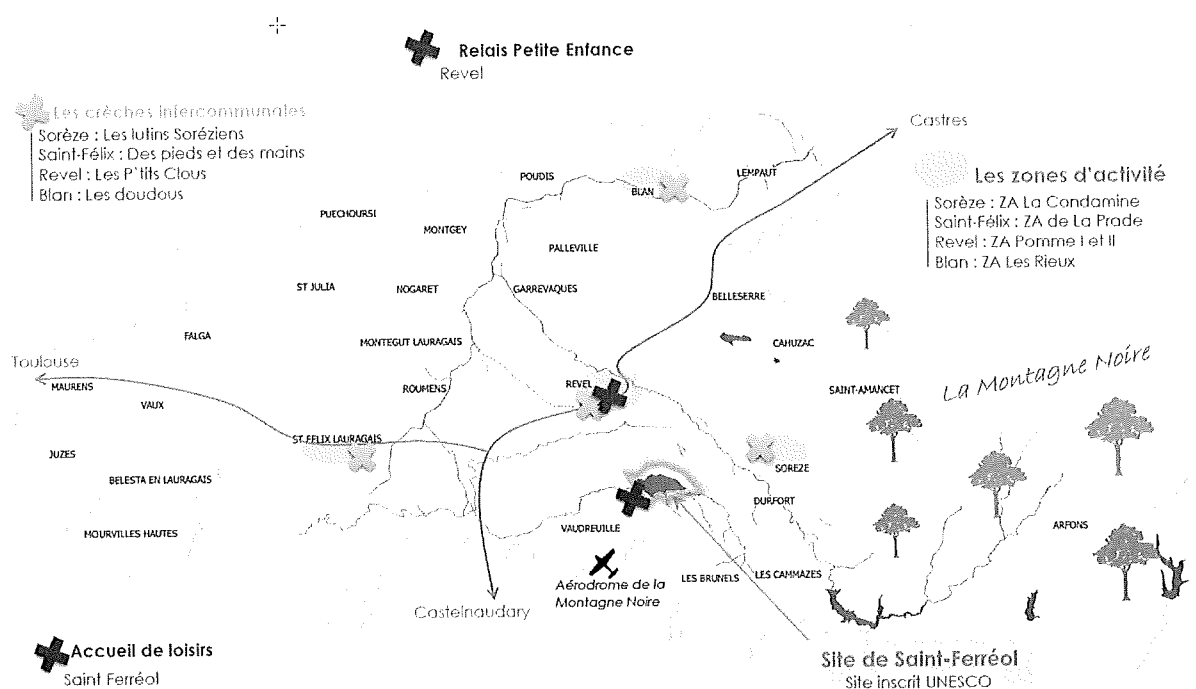 Relais Petite Enfance
Revel
Les crèches intercommunales
Sorèze : Les lutins Soréziens
Saint-Félix : Des pieds et des mains
Revel : Les P'tits Clous
Blan : Les doudous
Castres
Les zones d'activité
Sorèze : ZA La Condamine
Saint-Félix : ZA de La Prade
Revel : ZA Pomme I et II
Blan : ZA Les Rieux
POUDIS
BLAN
LEMPAUT
PUECHOURSI
MONTGEY
PALLEVILLE
ST JULIA
NOGARET
GARREVAQUES
BELLESERRE
FALGA
MONTEGUT LAURAGAIS
CAHUZAC
Toulouse
MAURENS
ROUMENS
REVEL
SAINT-AMANCET
La Montagne Noire
VAUX
ST FELIX LAURAGAIS
JUZES
BELESTA EN LAURAGAIS
SOREZE
DURFORT
MOURVILLES HAUTES
VAUDREUILLE
ARFONS
Aérodrome de la
Montagne Noire
LES BRUNELS
LES CAMMAZES
Castelnaudary
Accueil de loisirs
Saint Ferréol
Site de Saint-Ferréol
Site inscrit UNESCO